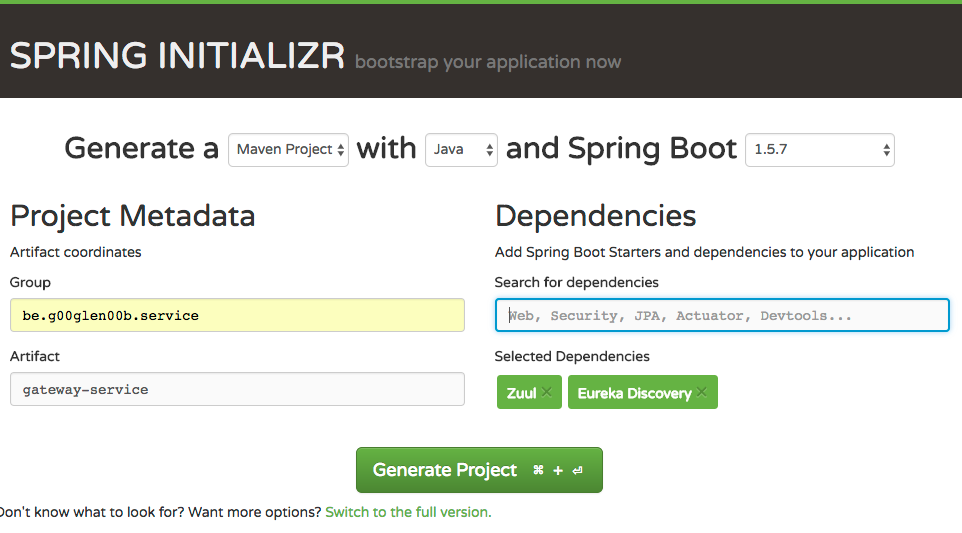 SPRING INITIALIZR bootstrap your application now
Generate a Maven Project with Java and Spring Boot 1.5.7
Project Metadata
Artifact coordinates
Group
be.g00glen00b.service
Artifact
gateway-service
Dependencies
Add Spring Boot Starters and dependencies to your application
Search for dependencies
Web, Security, JPA, Actuator, Devtools...
Selected Dependencies
Zuul × Eureka Discovery ×
Generate Project ⌘ + ⏎
Don't know what to look for? Want more options? Switch to the full version.